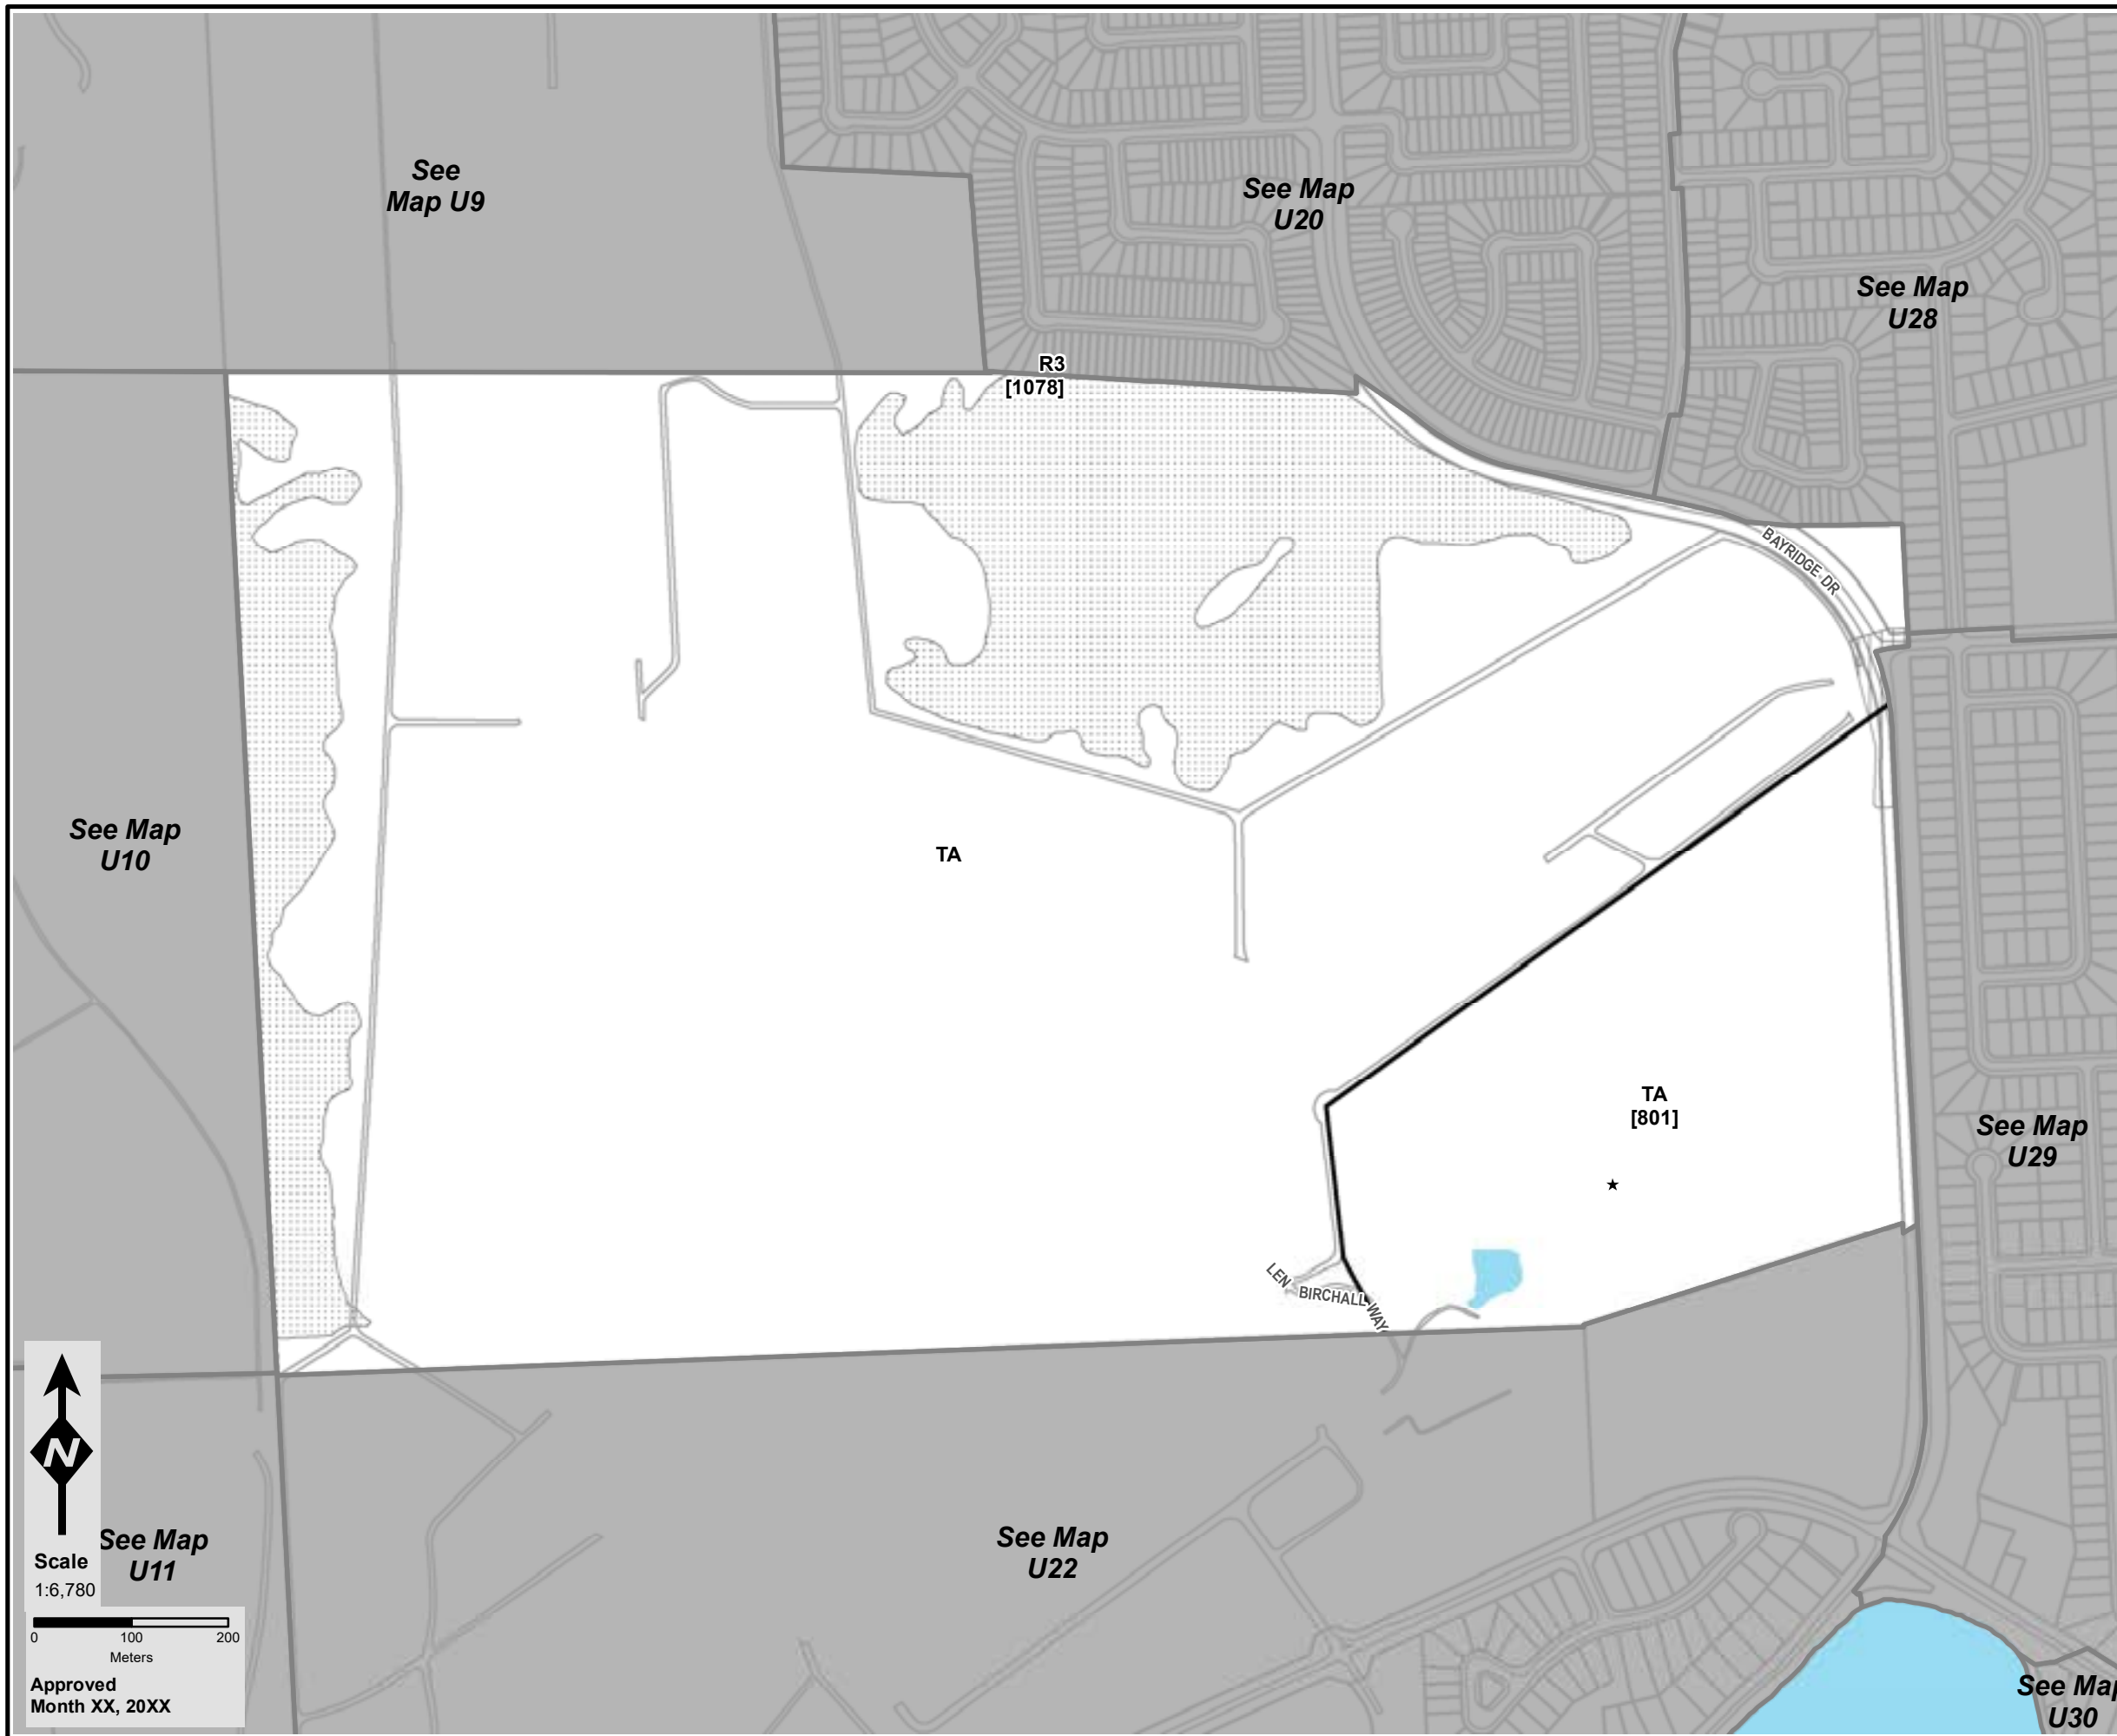 See
Map U9
See Map
U20
See Map
U28
R3
[1078]
BAYRIDGE DR
See Map
U10
TA
TA
[801]
See Map
U29
LEN BIRCHALL WAY
N
Scale
1:6,780
See Map
U11
See Map
U22
0 100 200
Meters
Approved
Month XX, 20XX
See Map
U30